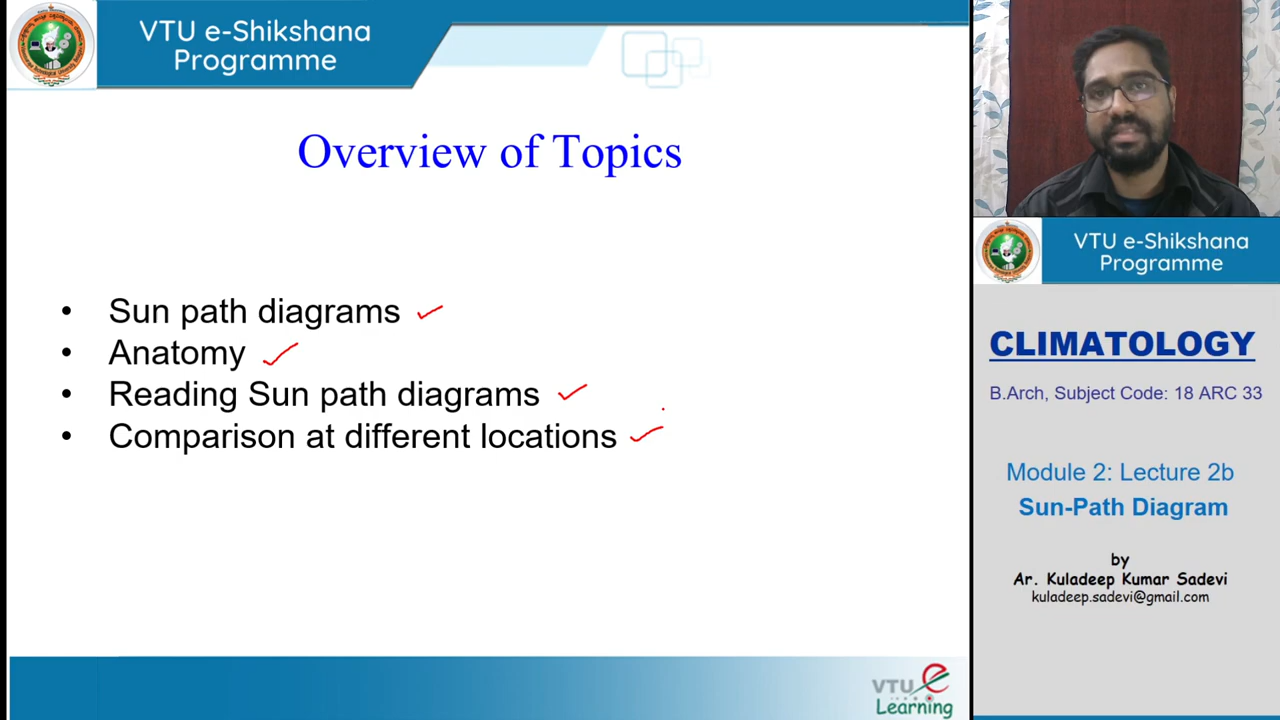 VTU e-Shikshana
Programme
Overview of Topics
• Sun path diagrams
• Anatomy
• Reading Sun path diagrams
• Comparison at different locations
VTU
Learning
VTU e-Shikshana
Programme
CLIMATOLOGY
B.Arch, Subject Code: 18 ARC 33
Module 2: Lecture 2b
Sun-Path Diagram
by
Ar. Kuladeep Kumar Sadevi
kuladeep.sadevi@gmail.com